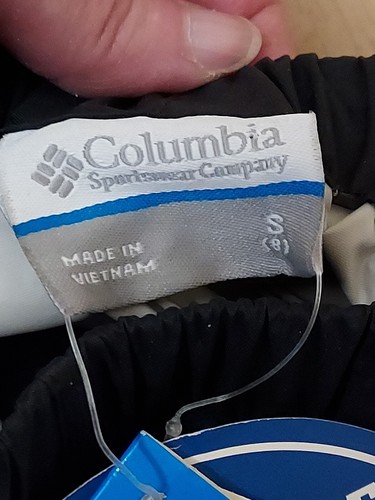 Columbia
Sportswear Company
MADE IN
VIETNAM
S
(8)